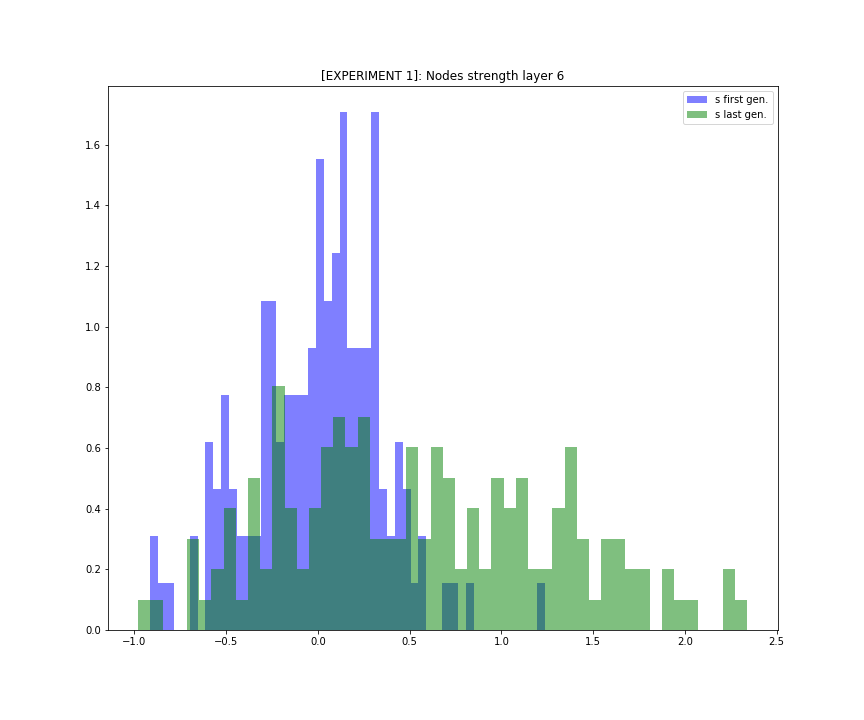 [EXPERIMENT 1]: Nodes strength layer 6
s first gen.
s last gen.
1.6
1.4
1.2
1.0
0.8
0.6
0.4
0.2
0.0
−1.0 −0.5 0.0 0.5 1.0 1.5 2.0 2.5